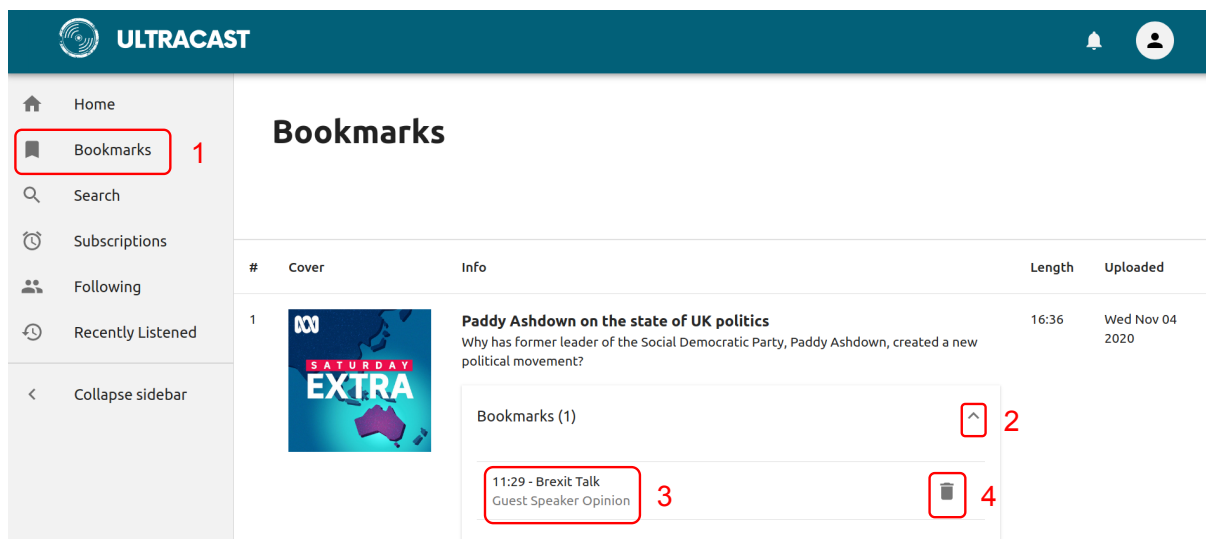 ULTRACAST
Home
Bookmarks
1
Search
Subscriptions
Following
Recently Listened
Collapse sidebar
Bookmarks
# Cover Info Length Uploaded
1 Paddy Ashdown on the state of UK politics 16:36 Wed Nov 04
2020
Why has former leader of the Social Democratic Party, Paddy Ashdown, created a new
political movement?
ABC
SATURDAY
EXTRA
Bookmarks (1)
2
11:29 - Brexit Talk
Guest Speaker Opinion
3
4